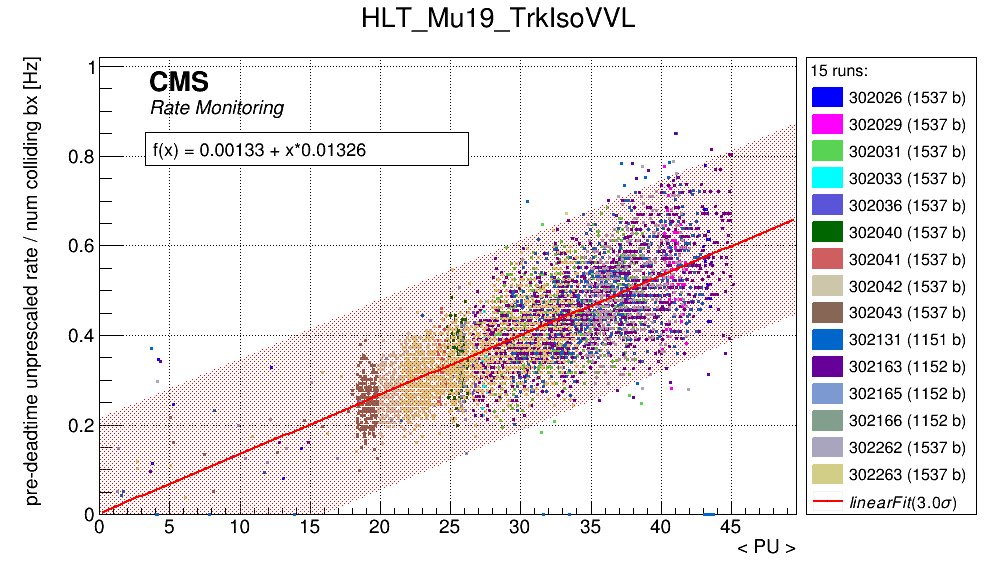 HLT_Mu19_TrkIsoVVL
pre-deadtime unprescaled rate / num colliding bx [Hz]
CMS
Rate Monitoring
f(x) = 0.00133 + x*0.01326
1
0.8
0.6
0.4
0.2
0
0 5 10 15 20 25 30 35 40 45
< PU >
15 runs:
302026 (1537 b)
302029 (1537 b)
302031 (1537 b)
302033 (1537 b)
302036 (1537 b)
302040 (1537 b)
302041 (1537 b)
302042 (1537 b)
302043 (1537 b)
302131 (1151 b)
302163 (1152 b)
302165 (1152 b)
302166 (1152 b)
302262 (1537 b)
302263 (1537 b)
linearFit(3.0σ)